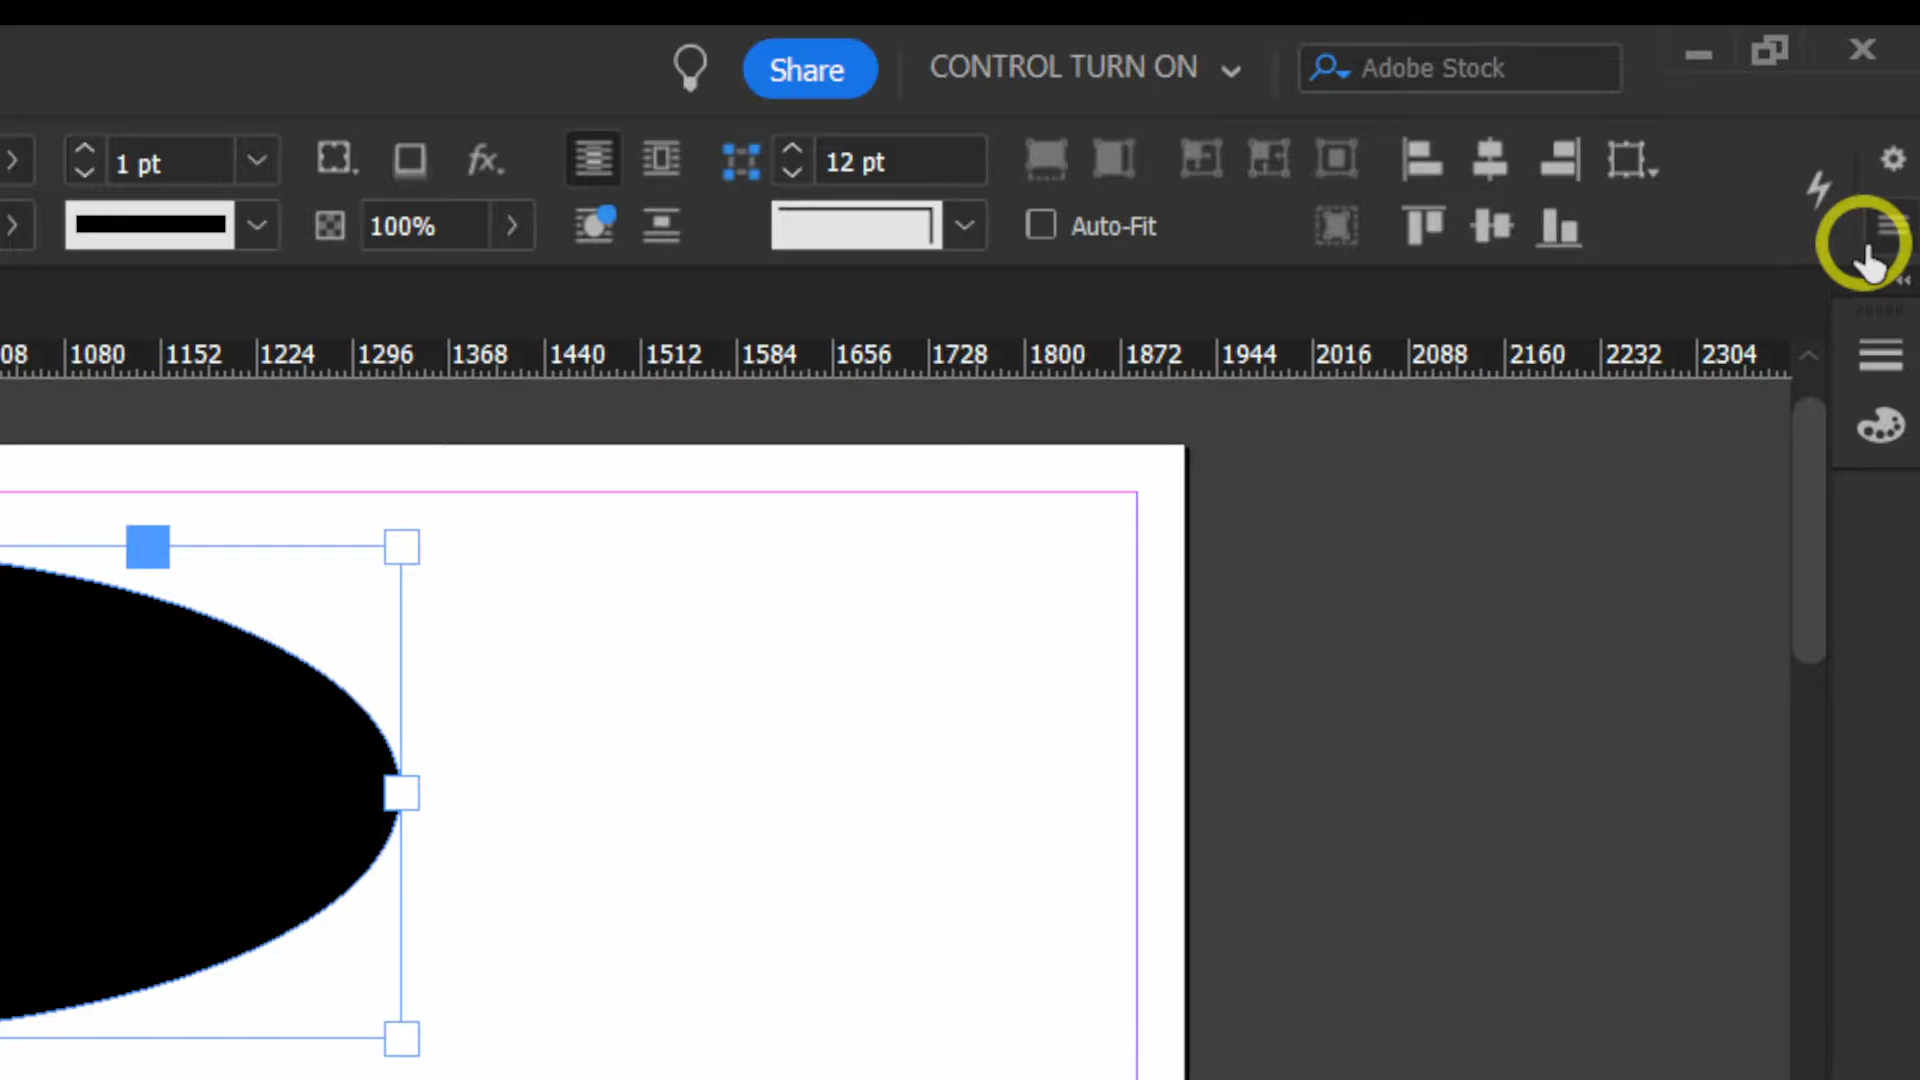 Share
CONTROL TURN ON
Adobe Stock
1 pt
fx.
12 pt
100%
Auto-Fit
08 1080 1152 1224 1296 1368 1440 1512 1584 1656 1728 1800 1872 1944 2016 2088 2160 2232 2304